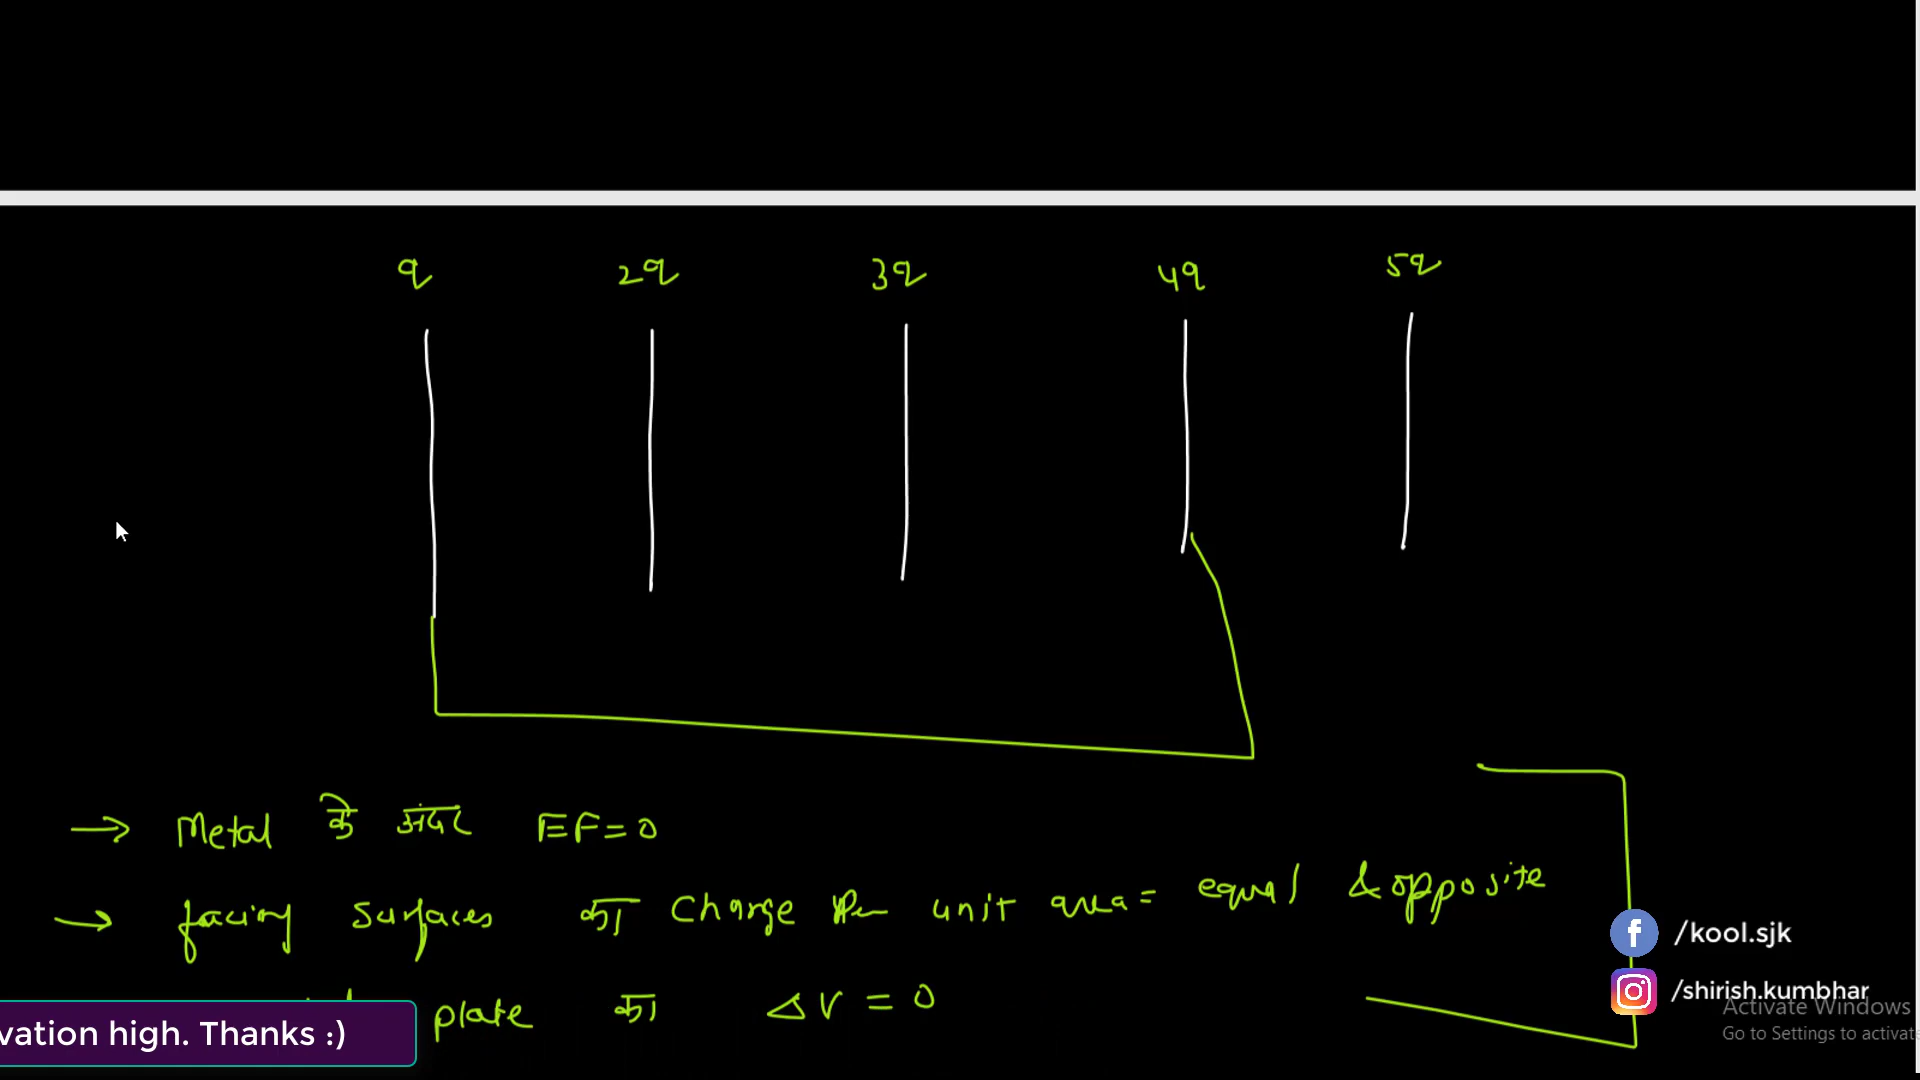 q 2q 3q 4q 5q
→ Metal के अंदर EF=0
→ facing surfaces का Charge Per unit area = equal & opposite
plate का ΔV = 0
/kool.sjk
/shirish.kumbhar
Activate Windows
Go to Settings to activat
vation high. Thanks :)